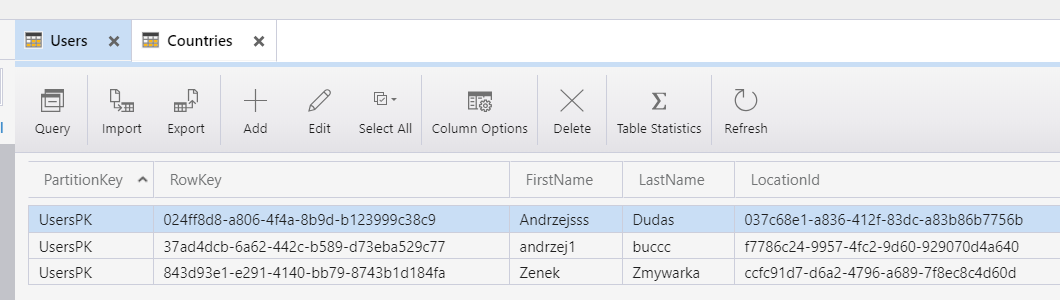 Users Countries
Query Import Export Add Edit Select All Column Options Delete Table Statistics Refresh
PartitionKey RowKey FirstName LastName LocationId
UsersPK 024ff8d8-a806-4f4a-8b9d-b123999c38c9 Andrzejsss Dudas 037c68e1-a836-412f-83dc-a83b86b7756b
UsersPK 37ad4dcb-6a62-442c-b589-d73eba529c77 andrzej1 buccc f7786c24-9957-4fc2-9d60-929070d4a640
UsersPK 843d93e1-e291-4140-bb79-8743b1d184fa Zenek Zmywarka ccfc91d7-d6a2-4796-a689-7f8ec8c4d60d